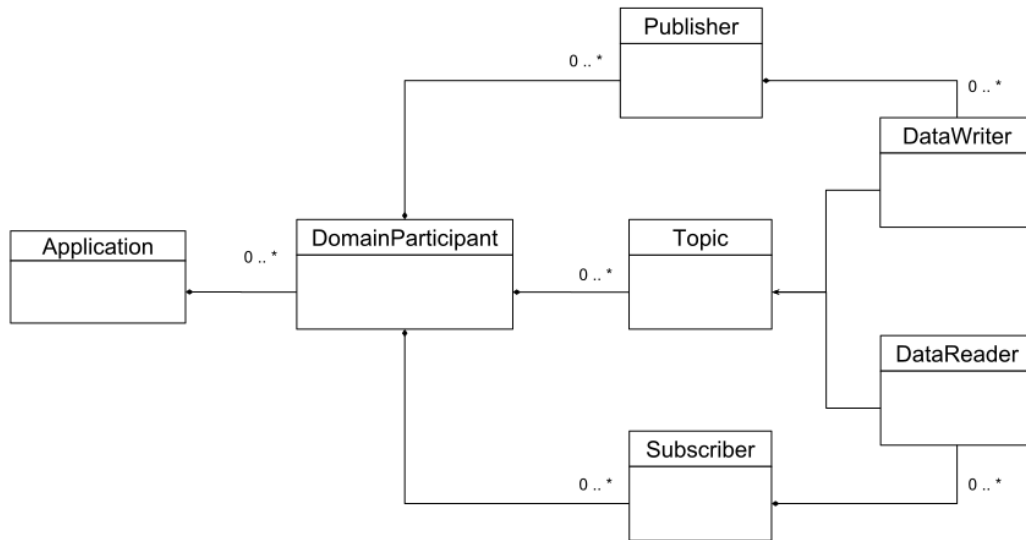 Publisher
0 .. *
0 .. *
DataWriter
Application
0 .. *
DomainParticipant
Topic
0 .. *
DataReader
Subscriber
0 .. *
0 .. *